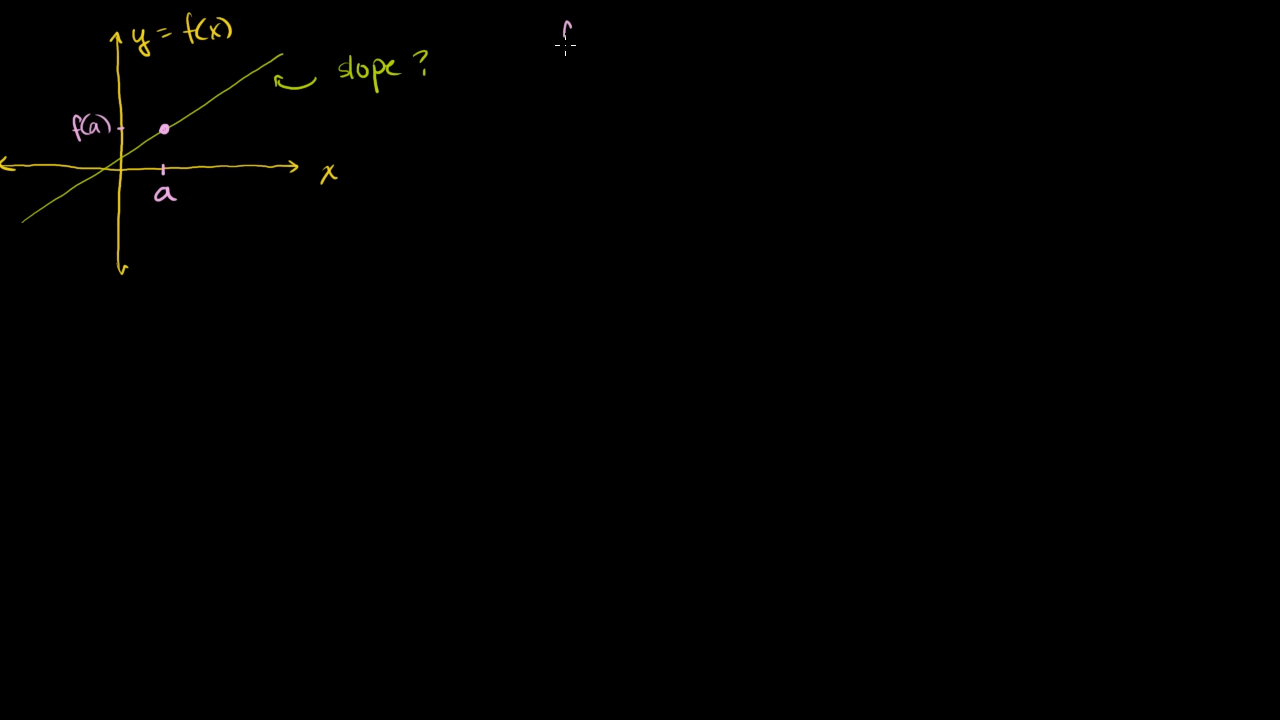 y = f(x)
slope ?
f(a)
x
a